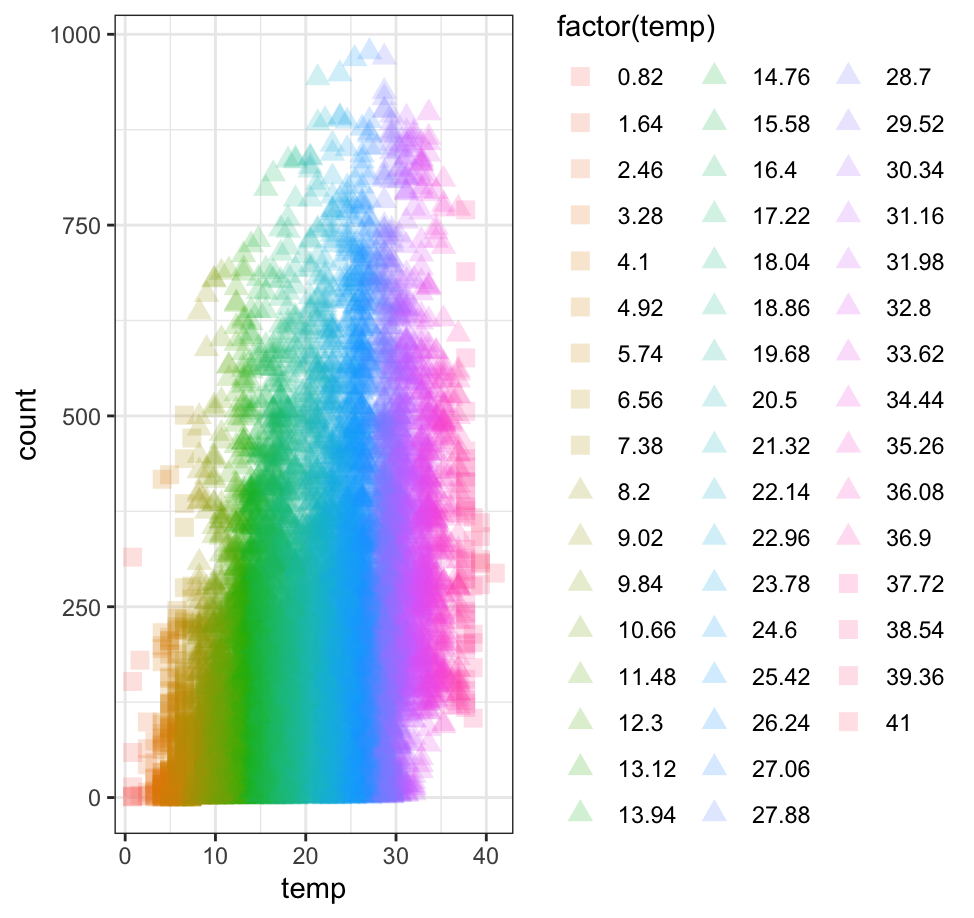 factor(temp)
0.82 14.76 28.7
1.64 15.58 29.52
2.46 16.4 30.34
3.28 17.22 31.16
4.1 18.04 31.98
4.92 18.86 32.8
5.74 19.68 33.62
6.56 20.5 34.44
7.38 21.32 35.26
8.2 22.14 36.08
9.02 22.96 36.9
9.84 23.78 37.72
10.66 24.6 38.54
11.48 25.42 39.36
12.3 26.24 41
13.12 27.06
13.94 27.88
count
1000
750
500
250
0
0 10 20 30 40
temp